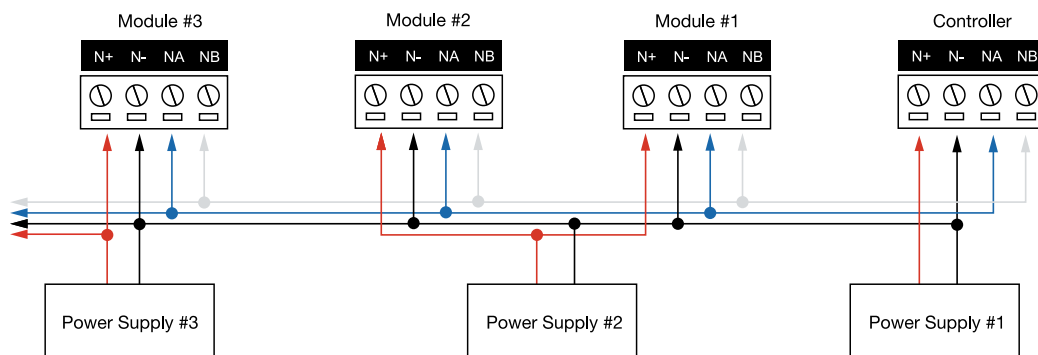 Module #3 Module #2 Module #1 Controller
N+ N- NA NB N+ N- NA NB N+ N- NA NB N+ N- NA NB
Power Supply #3 Power Supply #2 Power Supply #1